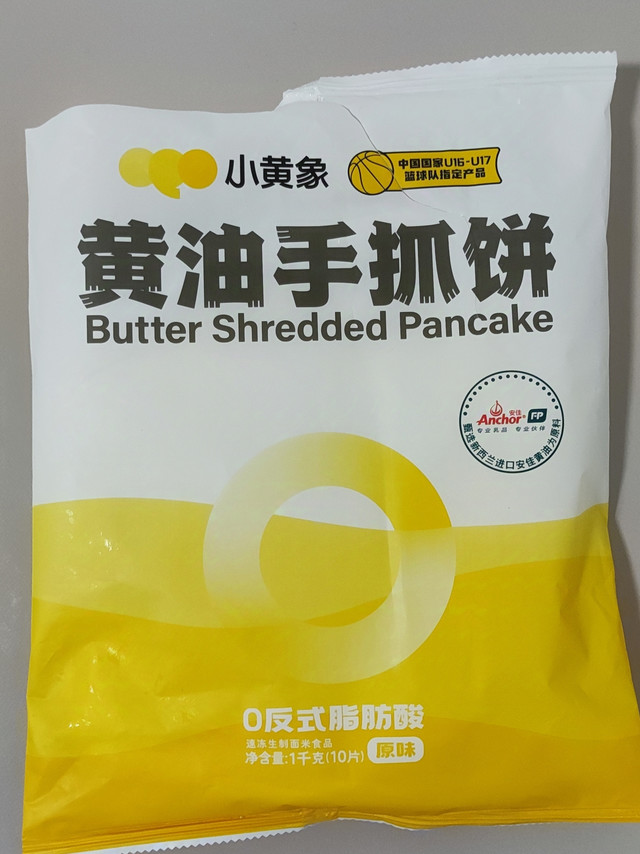 小黄象
中国国家U16-U17
篮球队指定产品
黄油手抓饼
Butter Shredded Pancake
安佳
Anchor® FP
专业乳品 专业伙伴
甄选新西兰进口安佳黄油为原料
0反式脂肪酸
速冻生制面米食品
净含量:1千克(10片)
原味